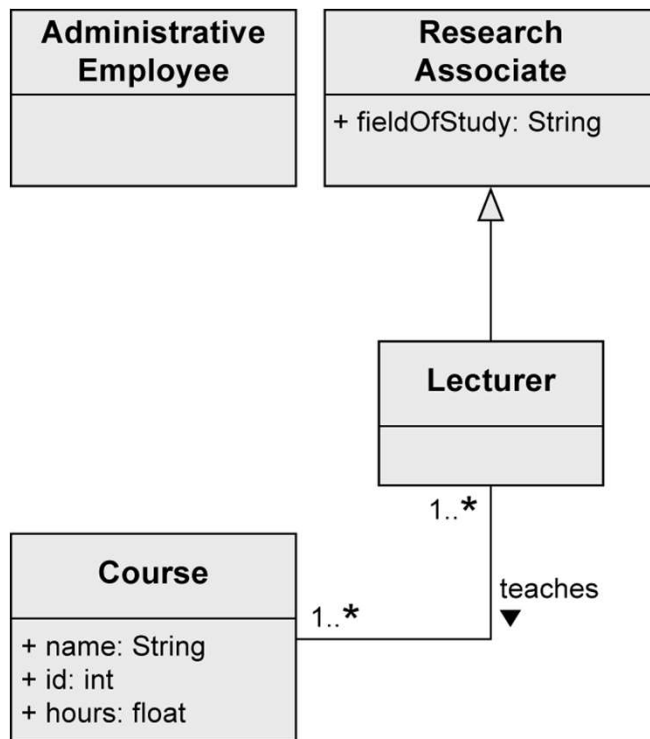 Administrative
Employee
Research
Associate
+ fieldOfStudy: String
Lecturer
1..*
teaches
1..*
Course
+ name: String
+ id: int
+ hours: float